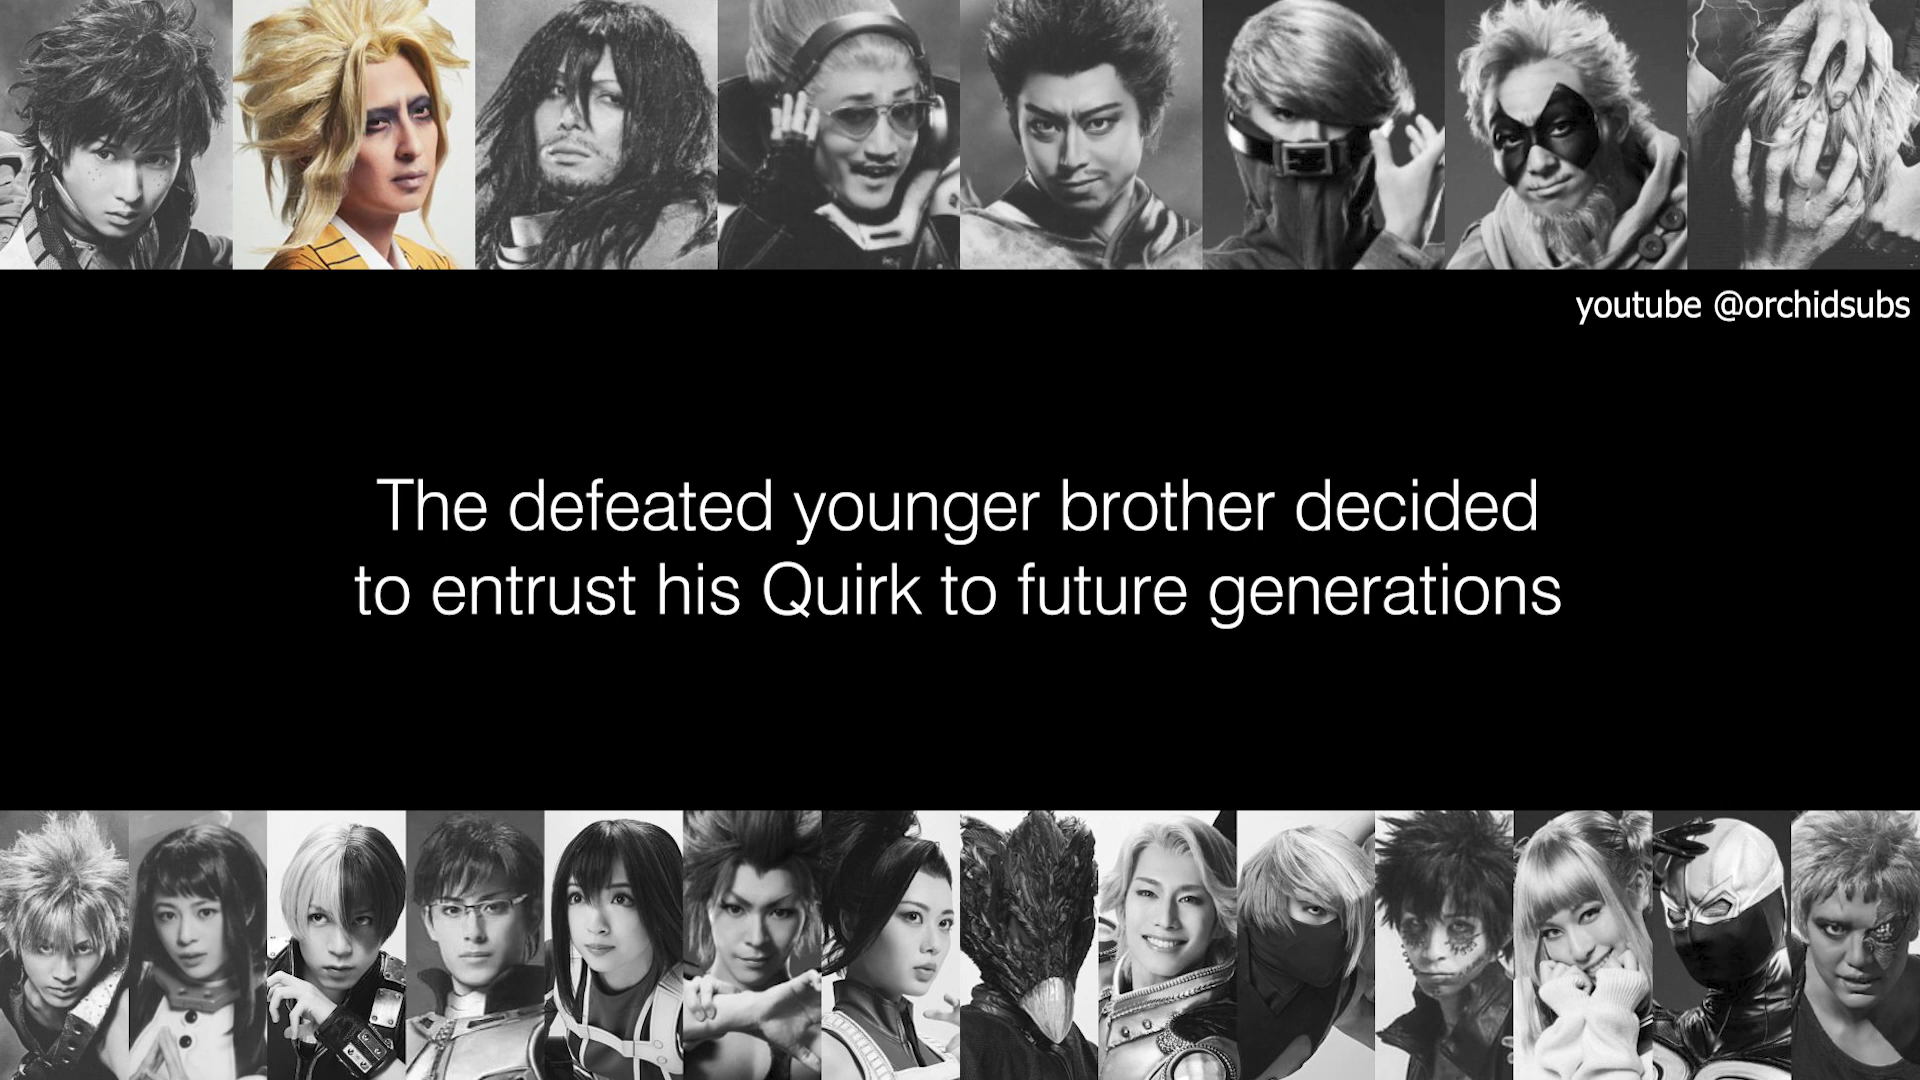 youtube @orchidsubs
The defeated younger brother decided
to entrust his Quirk to future generations